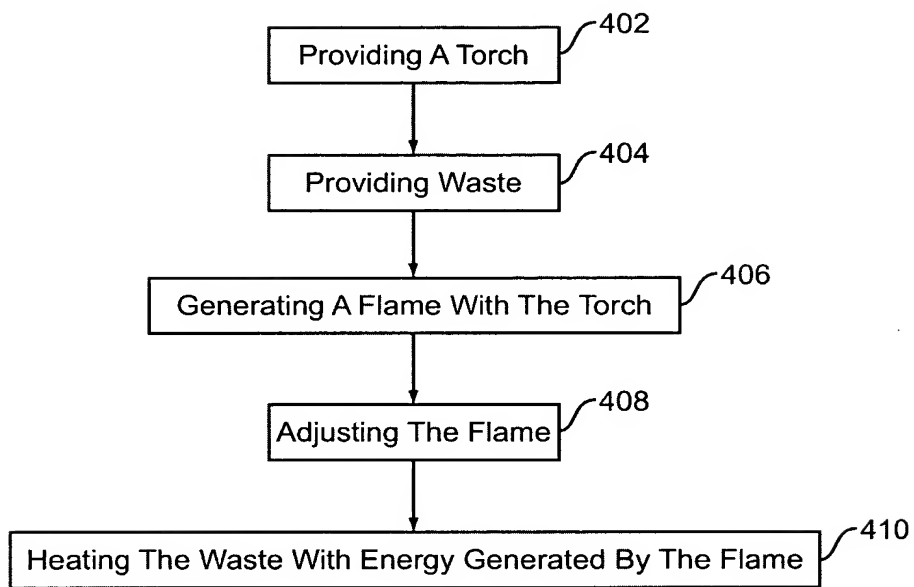 402
Providing A Torch
404
Providing Waste
406
Generating A Flame With The Torch
408
Adjusting The Flame
410
Heating The Waste With Energy Generated By The Flame